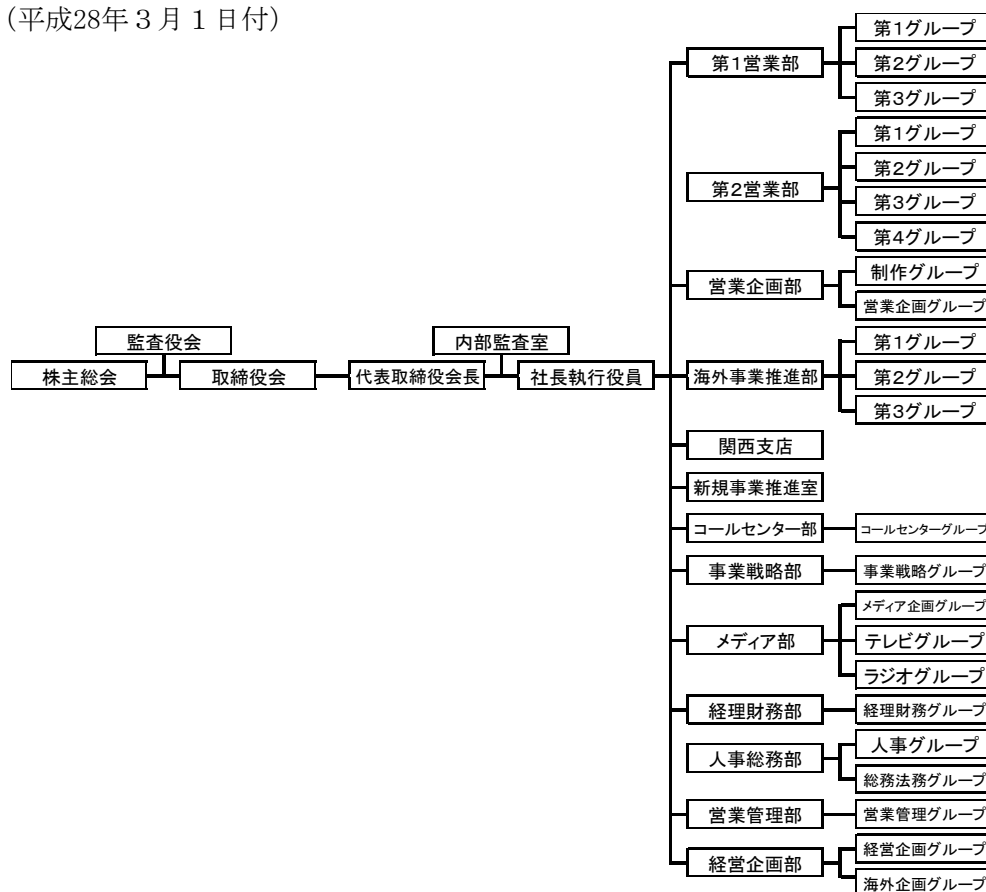 （平成28年３月１日付）
第1営業部
第1グループ
第2グループ
第3グループ
第2営業部
第1グループ
第2グループ
第3グループ
第4グループ
営業企画部
制作グループ
営業企画グループ
監査役会
内部監査室
株主総会
取締役会
代表取締役会長
社長執行役員
海外事業推進部
第1グループ
第2グループ
第3グループ
関西支店
新規事業推進室
コールセンター部
コールセンターグループ
事業戦略部
事業戦略グループ
メディア部
メディア企画グループ
テレビグループ
ラジオグループ
経理財務部
経理財務グループ
人事総務部
人事グループ
総務法務グループ
営業管理部
営業管理グループ
経営企画部
経営企画グループ
海外企画グループ